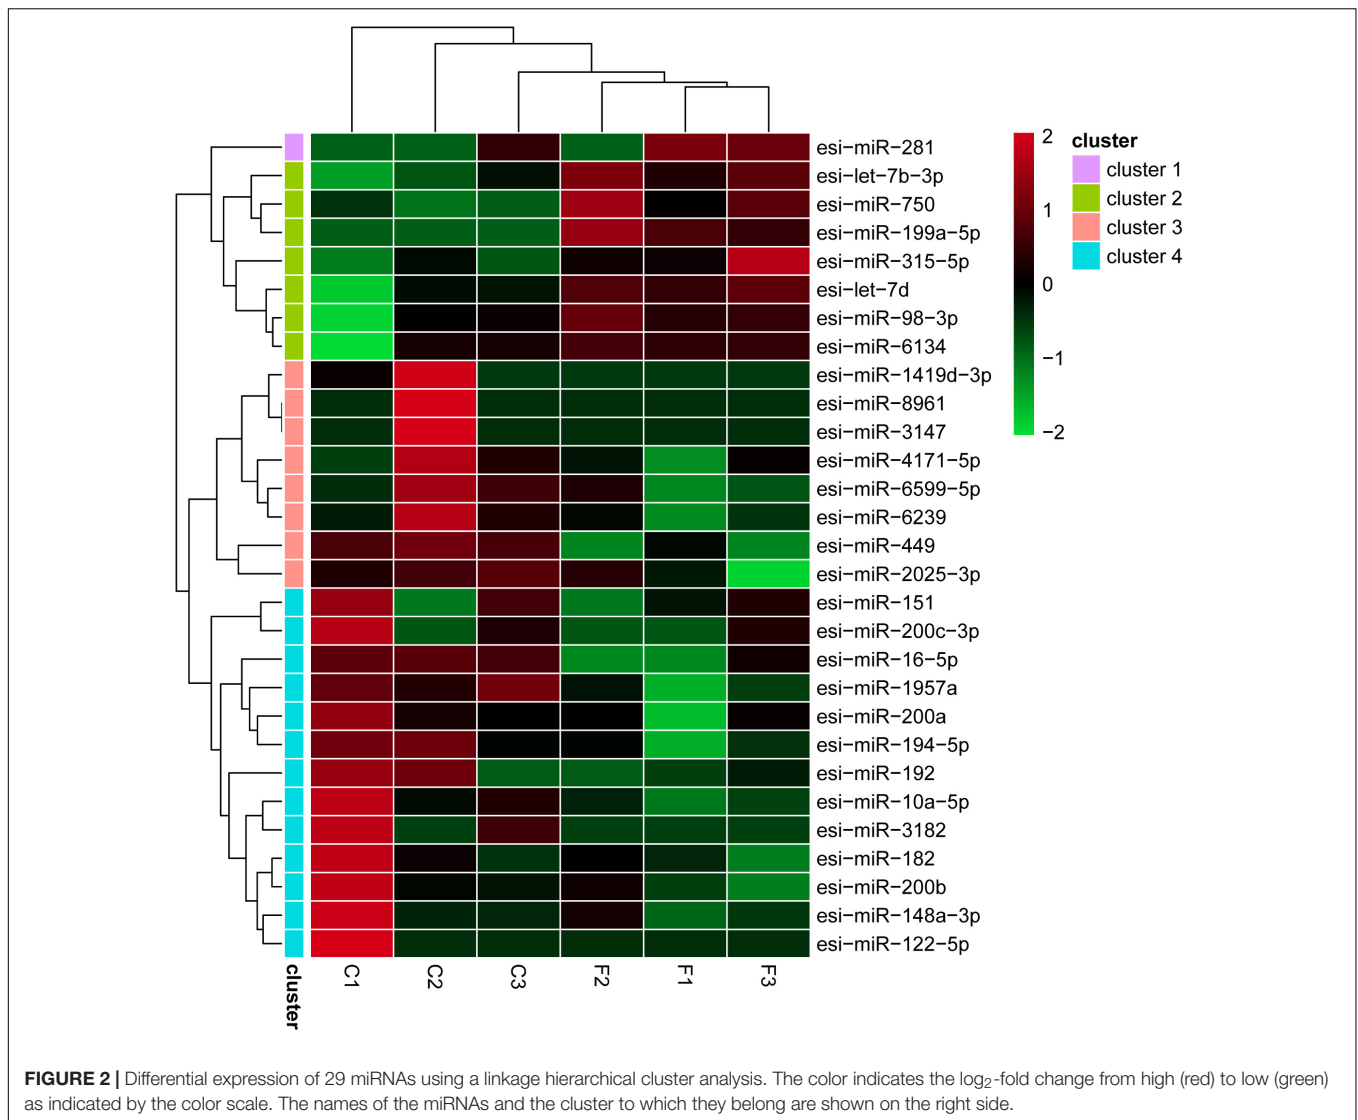 2
1
0
−1
−2
cluster
cluster 1
cluster 2
cluster 3
cluster 4
esi−miR−281
esi−let−7b−3p
esi−miR−750
esi−miR−199a−5p
esi−miR−315−5p
esi−let−7d
esi−miR−98−3p
esi−miR−6134
esi−miR−1419d−3p
esi−miR−8961
esi−miR−3147
esi−miR−4171−5p
esi−miR−6599−5p
esi−miR−6239
esi−miR−449
esi−miR−2025−3p
esi−miR−151
esi−miR−200c−3p
esi−miR−16−5p
esi−miR−1957a
esi−miR−200a
esi−miR−194−5p
esi−miR−192
esi−miR−10a−5p
esi−miR−3182
esi−miR−182
esi−miR−200b
esi−miR−148a−3p
esi−miR−122−5p
cluster C1 C2 C3 F2 F1 F3
FIGURE 2 | Differential expression of 29 miRNAs using a linkage hierarchical cluster analysis. The color indicates the log₂-fold change from high (red) to low (green)
as indicated by the color scale. The names of the miRNAs and the cluster to which they belong are shown on the right side.